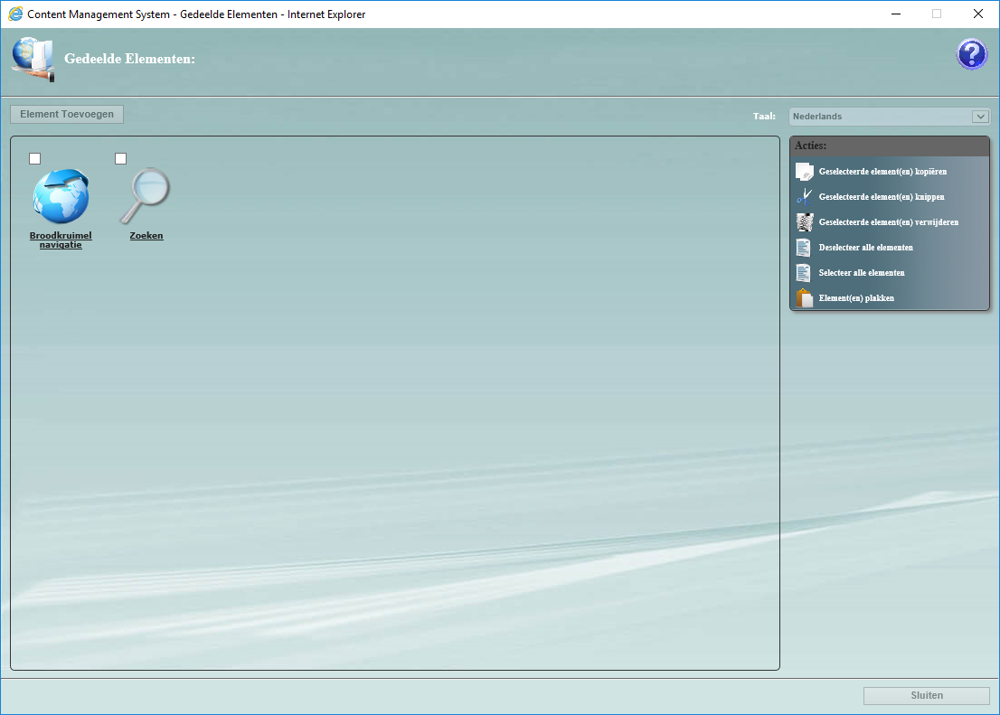 Content Management System - Gedeelde Elementen - Internet Explorer
Gedeelde Elementen:
?
Element Toevoegen
Taal:
Nederlands
Broodkruimel
navigatie
Zoeken
Acties:
Geselecteerde element(en) kopiëren
Geselecteerde element(en) knippen
Geselecteerde element(en) verwijderen
Deselecteer alle elementen
Selecteer alle elementen
Element(en) plakken
Sluiten